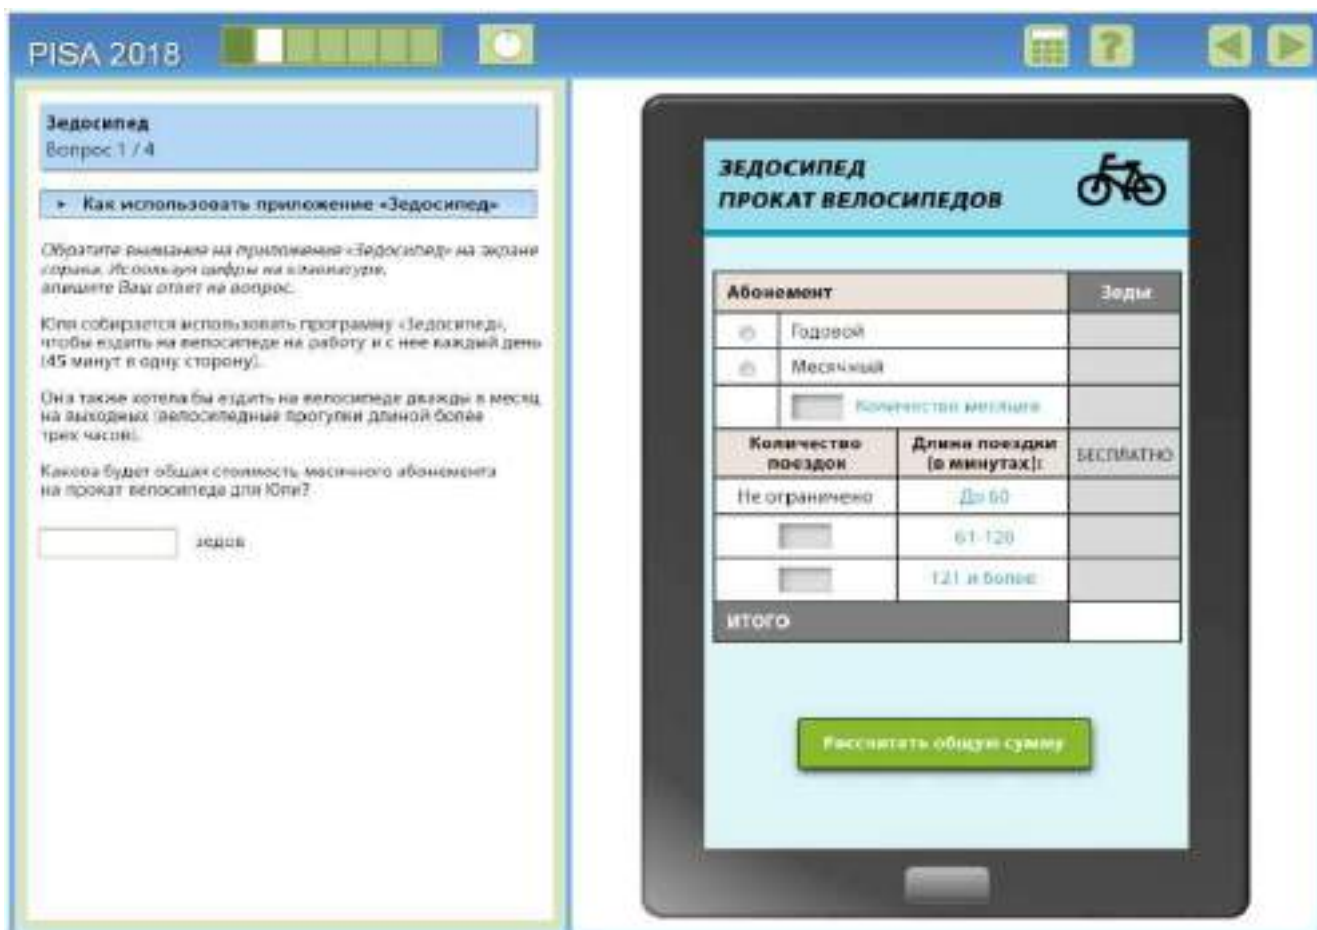 PISA 2018
?
Зедосипед
Вопрос 1 / 4
Как использовать приложение «Зедосипед»
Обратите внимание на приложение «Зедосипед» на экране
справа. Используя цифры на клавиатуре,
впишите Ваш ответ на вопрос.
Юля собирается использовать программу «Зедосипед»,
чтобы ездить на велосипеде на работу и с нее каждый день
(45 минут в одну сторону).
Она также хотела бы ездить на велосипеде дважды в месяц
на выходных (велосипедные прогулки длиной более
трех часов).
Какова будет общая стоимость месячного абонемента
на прокат велосипеда для Юли?
зедов
ЗЕДОСИПЕД
ПРОКАТ ВЕЛОСИПЕДОВ
Абонемент Зеды
Годовой
Месячный
Количество месяцев
Количество поездок Длина поездки (в минутах): БЕСПЛАТНО
Не ограничено До 60
61-120
121 и более
ИТОГО
Рассчитать общую сумму